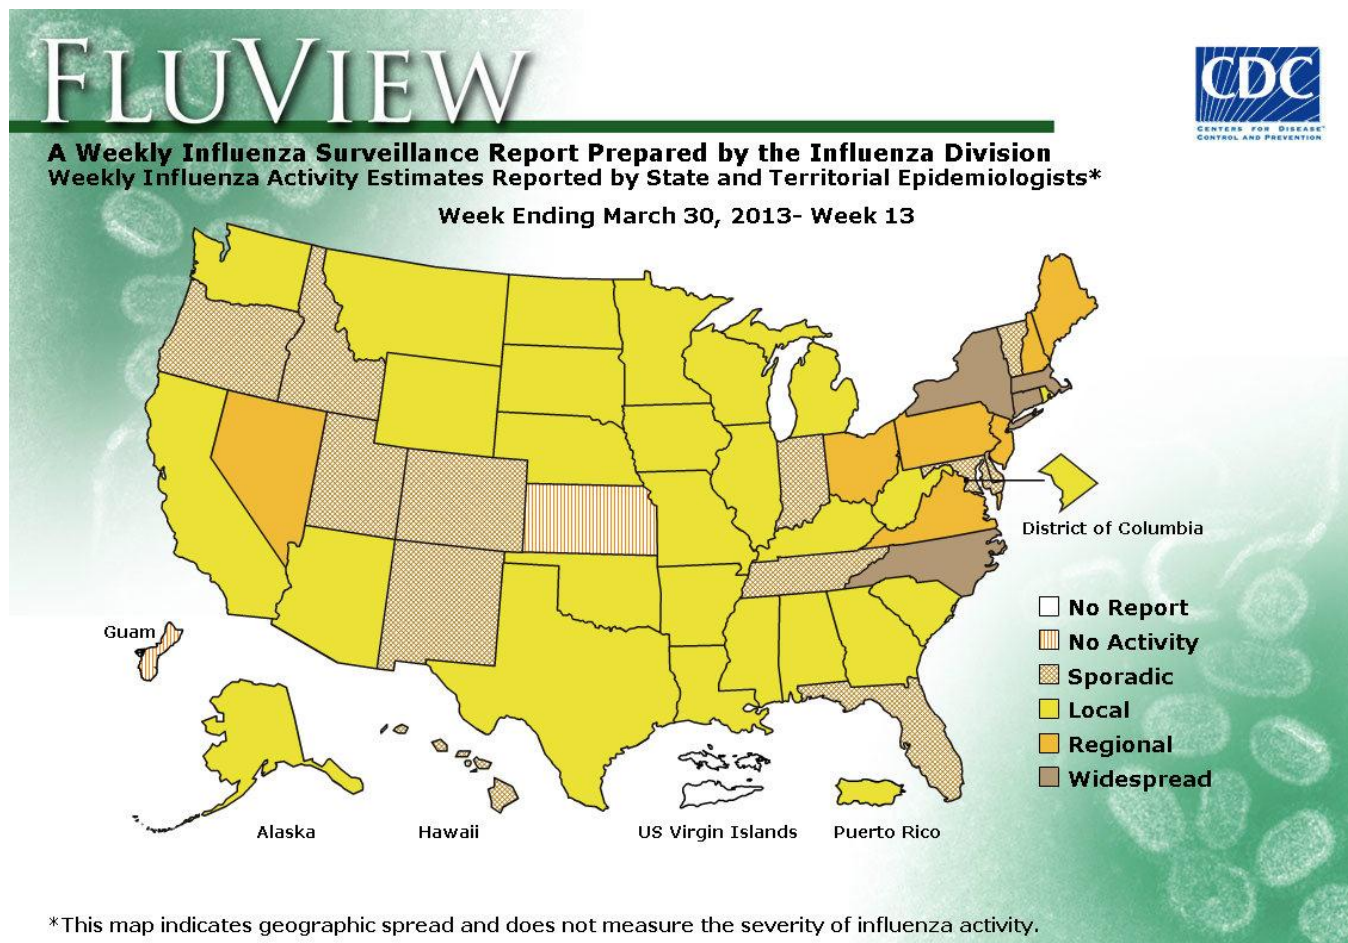 FLUVIEW
CDC
CENTERS FOR DISEASE™
CONTROL AND PREVENTION
A Weekly Influenza Surveillance Report Prepared by the Influenza Division
Weekly Influenza Activity Estimates Reported by State and Territorial Epidemiologists*
Week Ending March 30, 2013- Week 13
District of Columbia
No Report
Guam
No Activity
Sporadic
Local
Regional
Widespread
Alaska
Hawaii
US Virgin Islands
Puerto Rico
*This map indicates geographic spread and does not measure the severity of influenza activity.